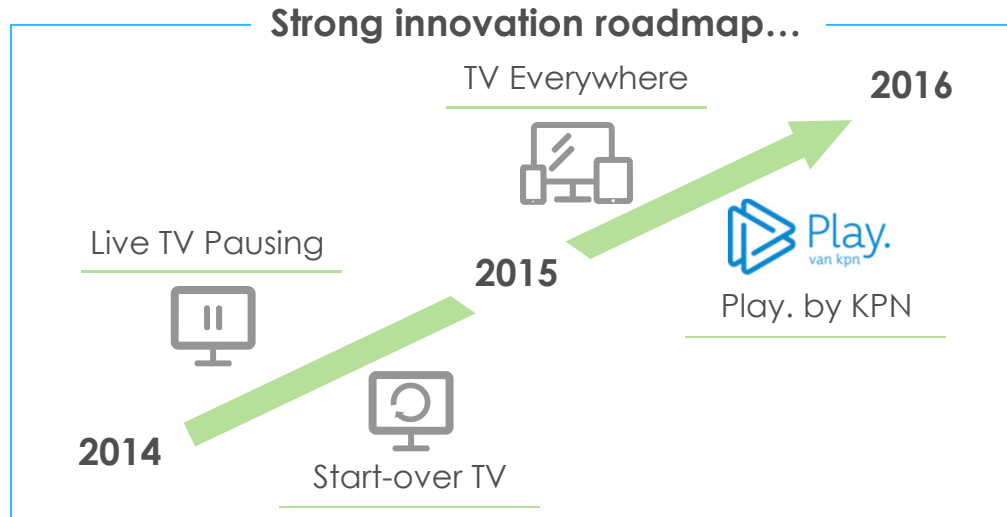 Strong innovation roadmap…
TV Everywhere
2016
Live TV Pausing
2015
Play.
van kpn
Play. by KPN
2014
Start-over TV